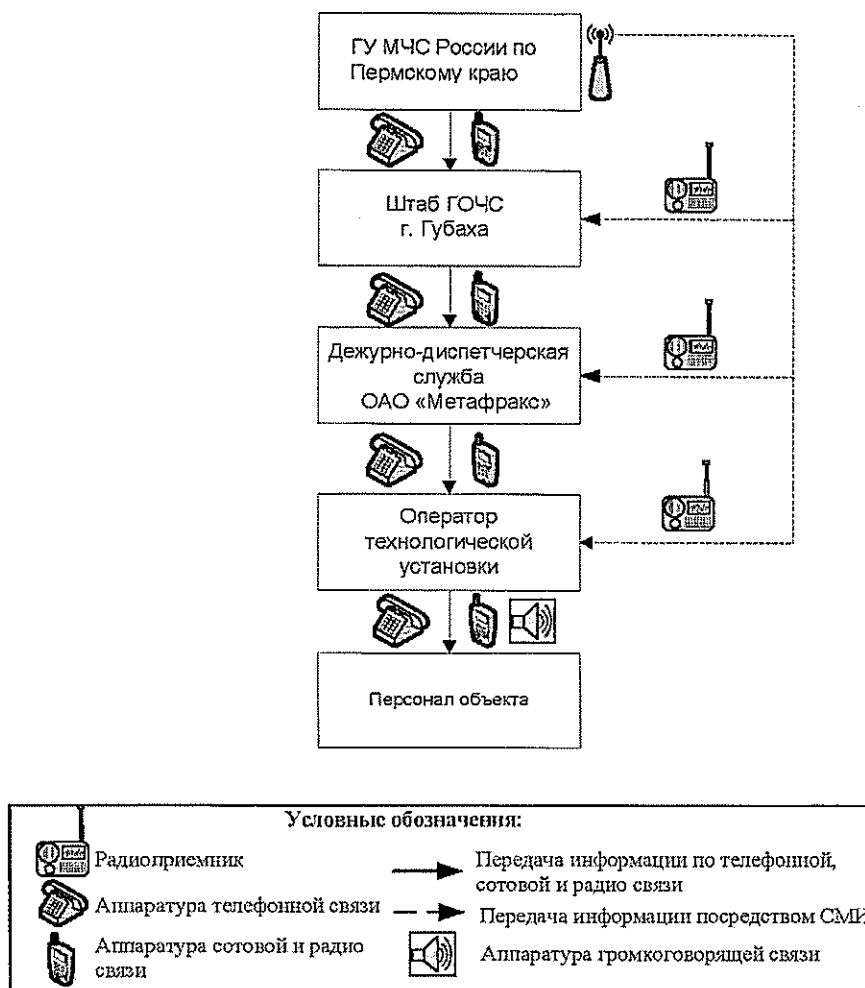 ГУ МЧС России по
Пермскому краю
Штаб ГОЧС
г. Губаха
Дежурно-диспетчерская
служба
ОАО «Метафракс»
Оператор
технологической
установки
Персонал объекта
Условные обозначения:
Радиоприемник
Передача информации по телефонной,
сотовой и радио связи
Аппаратура телефонной связи
Передача информации посредством СМИ
Аппаратура сотовой и радио
связи
Аппаратура громкоговорящей связи